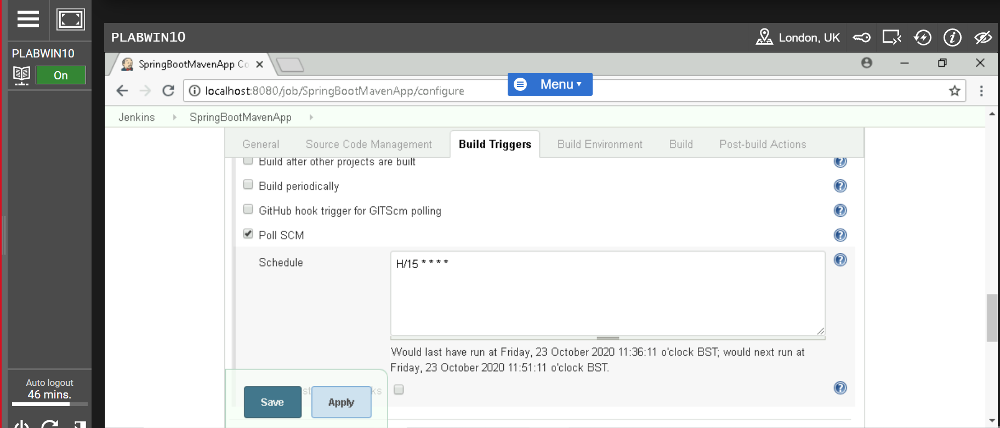 PLABWIN10
London, UK
PLABWIN10
On
SpringBootMavenApp Co
localhost:8080/job/SpringBootMavenApp/configure
Menu
Jenkins
SpringBootMavenApp
General
Source Code Management
Build Triggers
Build Environment
Build
Post-build Actions
Build after other projects are built
Build periodically
GitHub hook trigger for GITScm polling
Poll SCM
Schedule
H/15 * * * *
Would last have run at Friday, 23 October 2020 11:36:11 o'clock BST; would next run at
Friday, 23 October 2020 11:51:11 o'clock BST.
Save
Apply
Auto logout
46 mins.